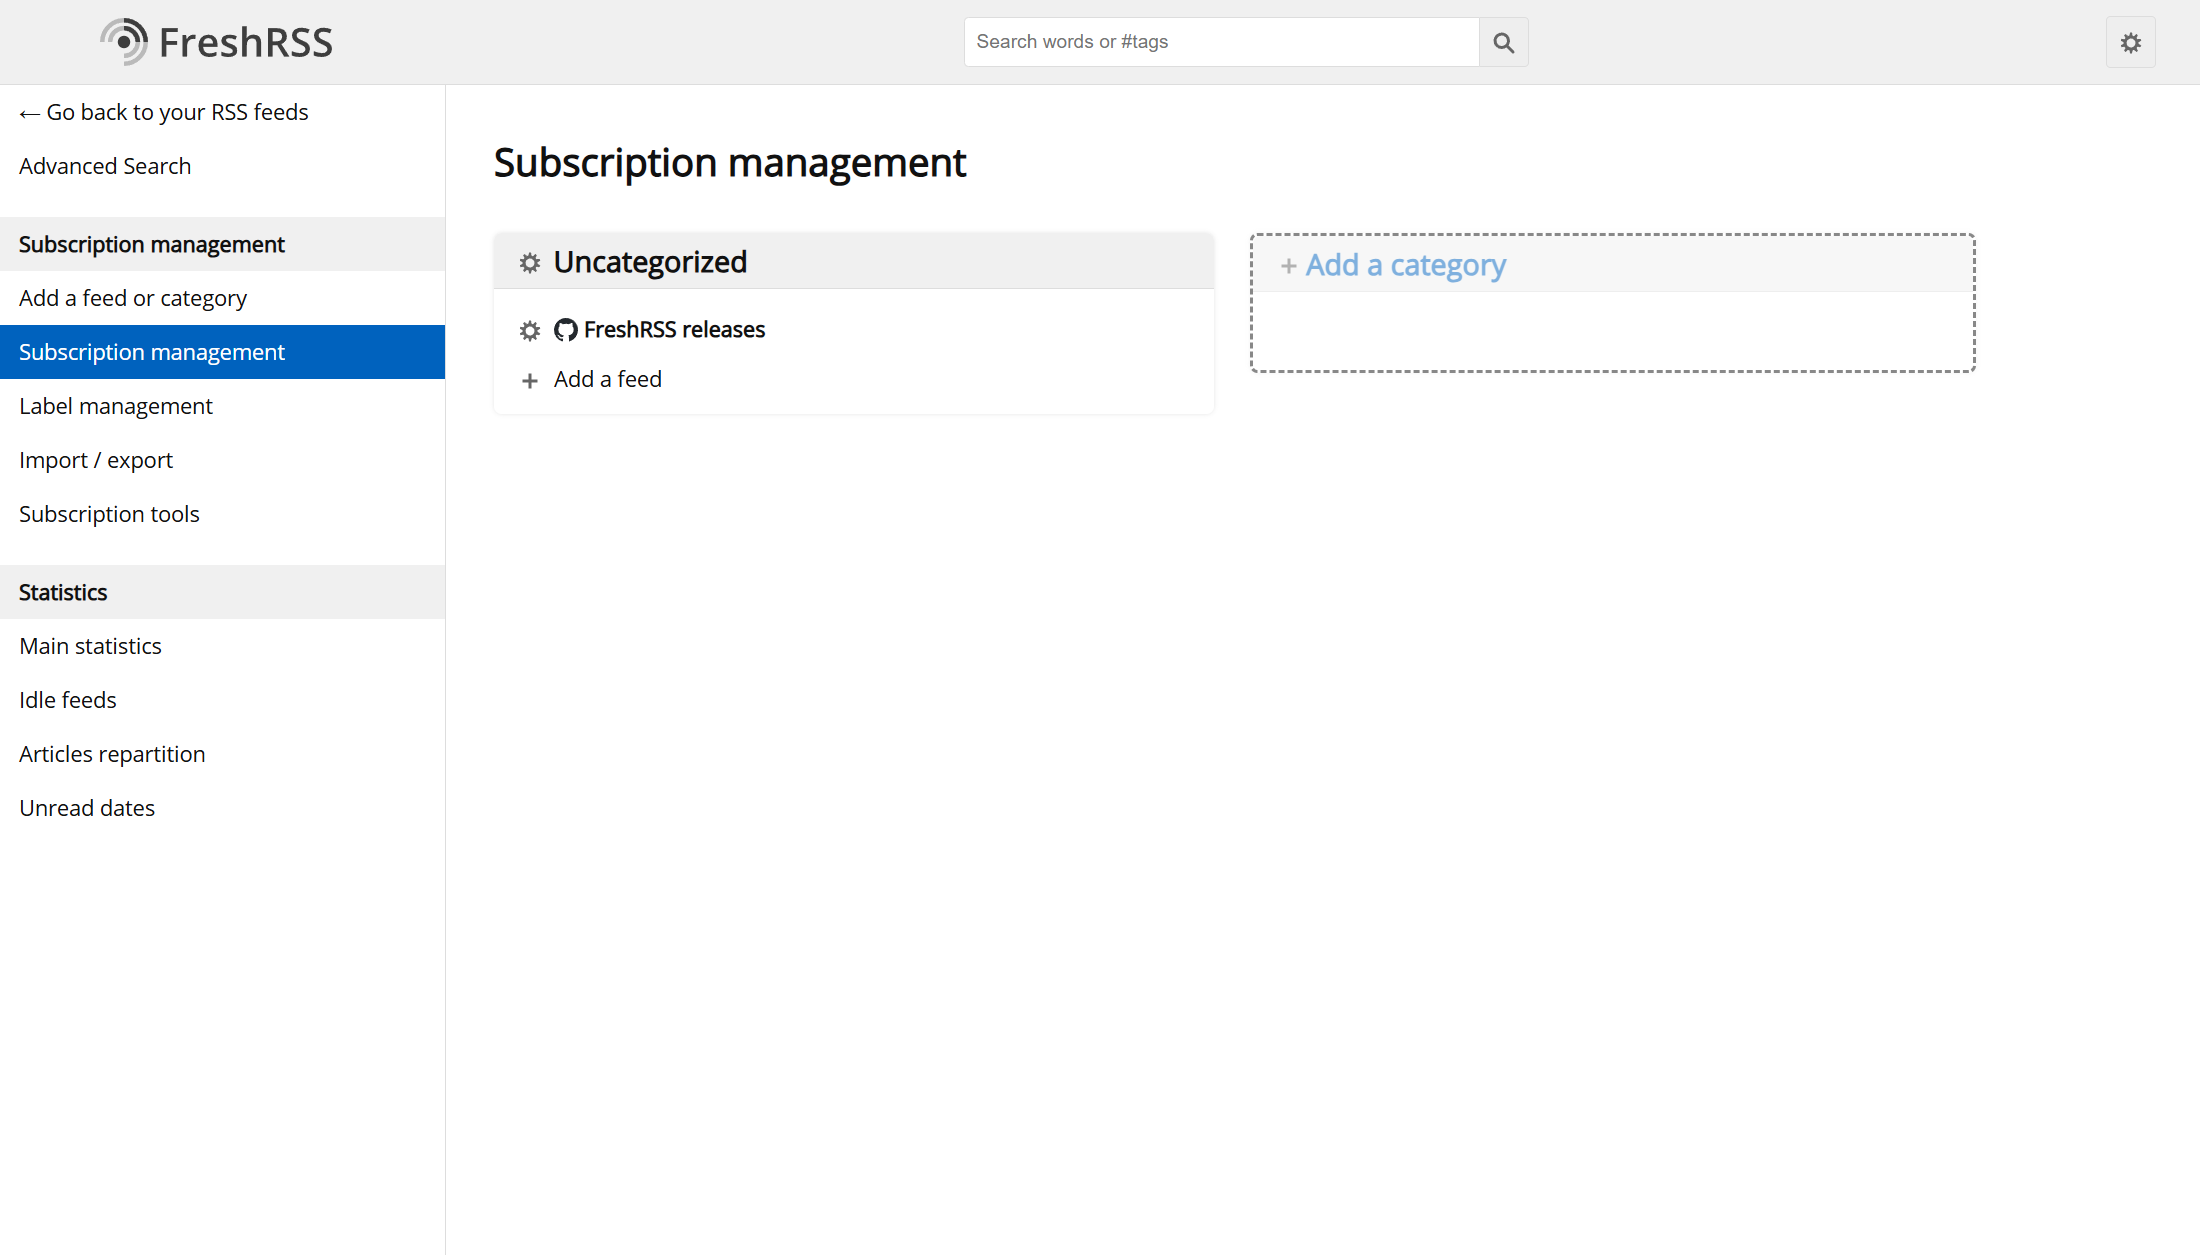 FreshRSS
Search words or #tags
← Go back to your RSS feeds
Advanced Search
Subscription management
Add a feed or category
Subscription management
Label management
Import / export
Subscription tools
Statistics
Main statistics
Idle feeds
Articles repartition
Unread dates
Subscription management
Uncategorized
FreshRSS releases
+ Add a feed
+ Add a category